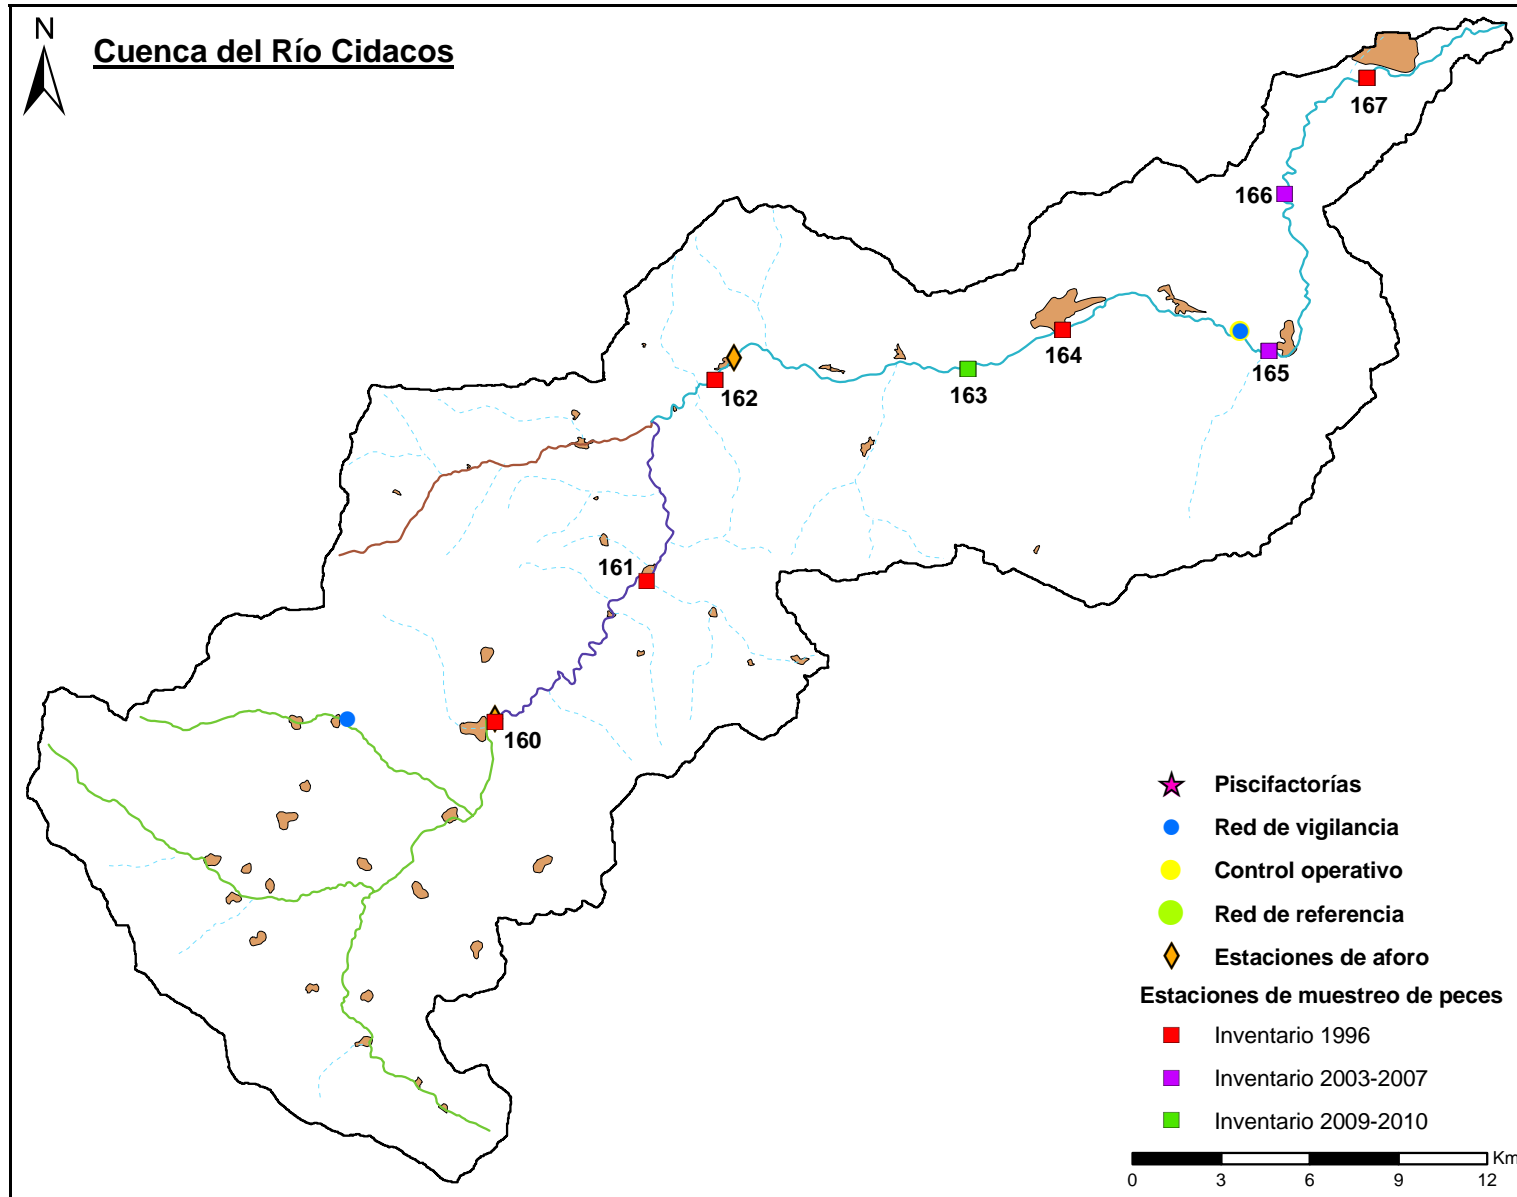 N
Cuenca del Río Cidacos
167
166
165
164
163
162
161
160
Piscifactorías
Red de vigilancia
Control operativo
Red de referencia
Estaciones de aforo
Estaciones de muestreo de peces
Inventario 1996
Inventario 2003-2007
Inventario 2009-2010
Km
0 3 6 9 12